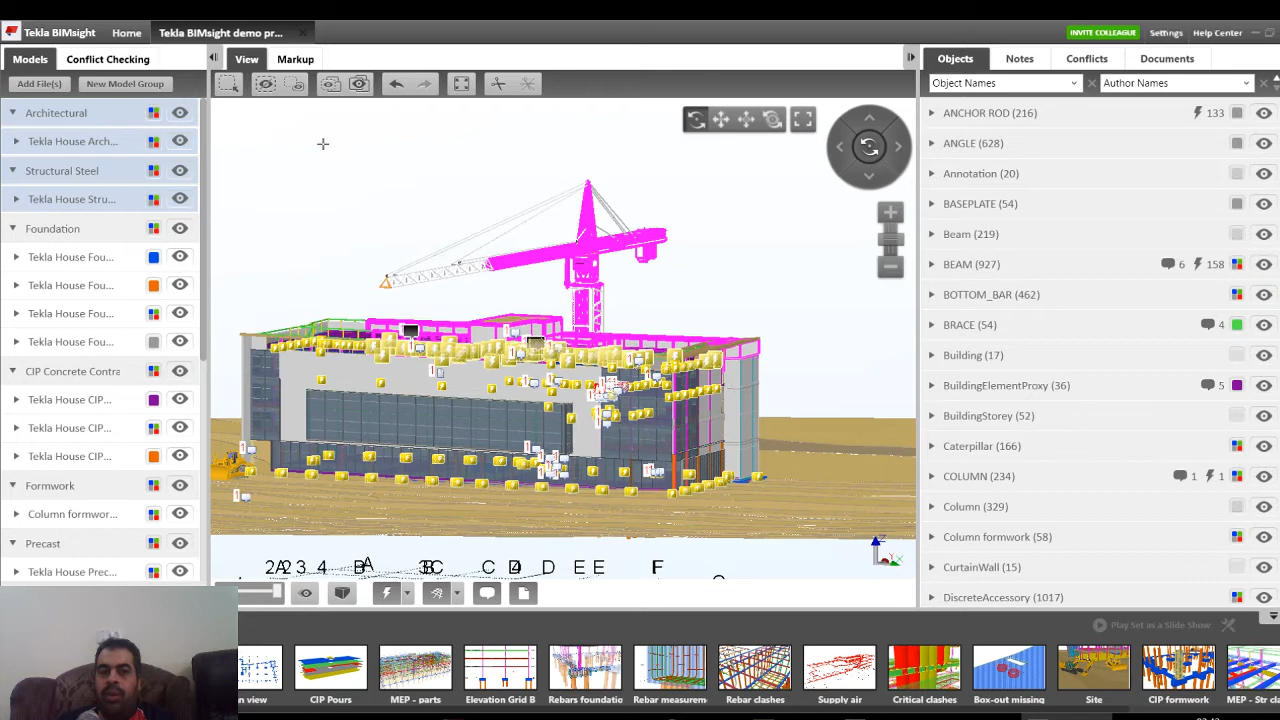 Tekla BIMsight Home Tekla BIMsight demo pr... INVITE COLLEAGUE Settings Help Center
Models Conflict Checking View Markup Objects Notes Conflicts Documents
Add File(s) New Model Group Object Names Author Names
Architectural
Tekla House Arch...
Structural Steel
Tekla House Stru...
Foundation
Tekla House Fou...
Tekla House Fou...
Tekla House Fou...
Tekla House Fou...
CIP Concrete Contra
Tekla House CIP...
Tekla House CIP...
Tekla House CIP...
Formwork
Column formwor...
Precast
Tekla House Prec...
2A2 3 4 B A 3B C C D 4 D E E F
ANCHOR ROD (216) 133
ANGLE (628)
Annotation (20)
BASEPLATE (54)
Beam (219)
BEAM (927) 6 158
BOTTOM_BAR (462)
BRACE (54) 4
Building (17)
BuildingElementProxy (36) 5
BuildingStorey (52)
Caterpillar (166)
COLUMN (234) 1 1
Column (329)
Column formwork (58)
CurtainWall (15)
DiscreteAccessory (1017)
Play Set as a Slide Show
n view CIP Pours MEP - parts Elevation Grid B Rebars foundatio Rebar measurem Rebar clashes Supply air Critical clashes Box-out missing Site CIP formwork MEP - Str cl